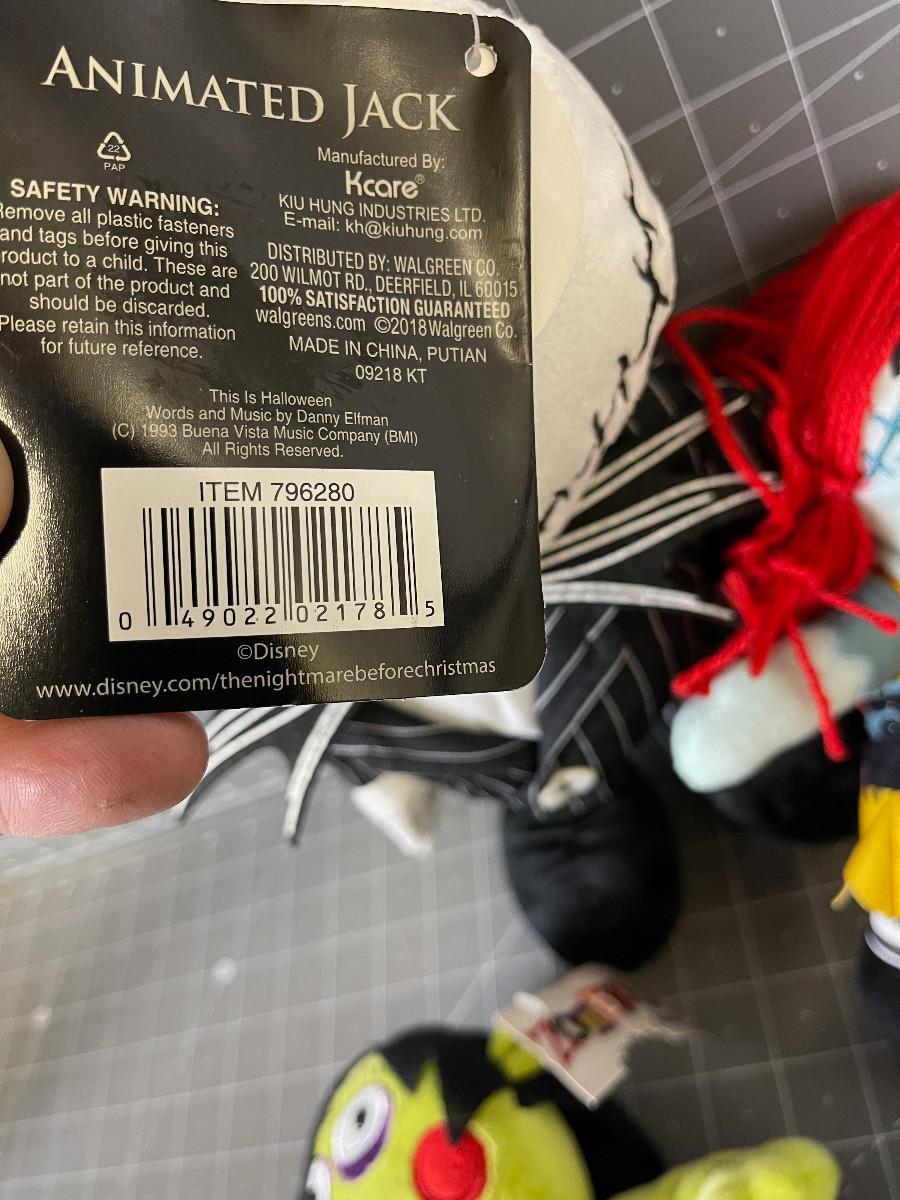 ANIMATED JACK
22
PAP
SAFETY WARNING:
Remove all plastic fasteners
and tags before giving this
product to a child. These are
not part of the product and
should be discarded.
Please retain this information
for future reference.
Manufactured By:
Kcare®
KIU HUNG INDUSTRIES LTD.
E-mail: kh@kiuhung.com
DISTRIBUTED BY: WALGREEN CO.
200 WILMOT RD., DEERFIELD, IL 60015
100% SATISFACTION GUARANTEED
walgreens.com ©2018 Walgreen Co.
MADE IN CHINA, PUTIAN
09218 KT
This Is Halloween
Words and Music by Danny Elfman
(C) 1993 Buena Vista Music Company (BMI)
All Rights Reserved.
ITEM 796280
0 49022 02178 5
©Disney
www.disney.com/thenightmarebeforechristmas